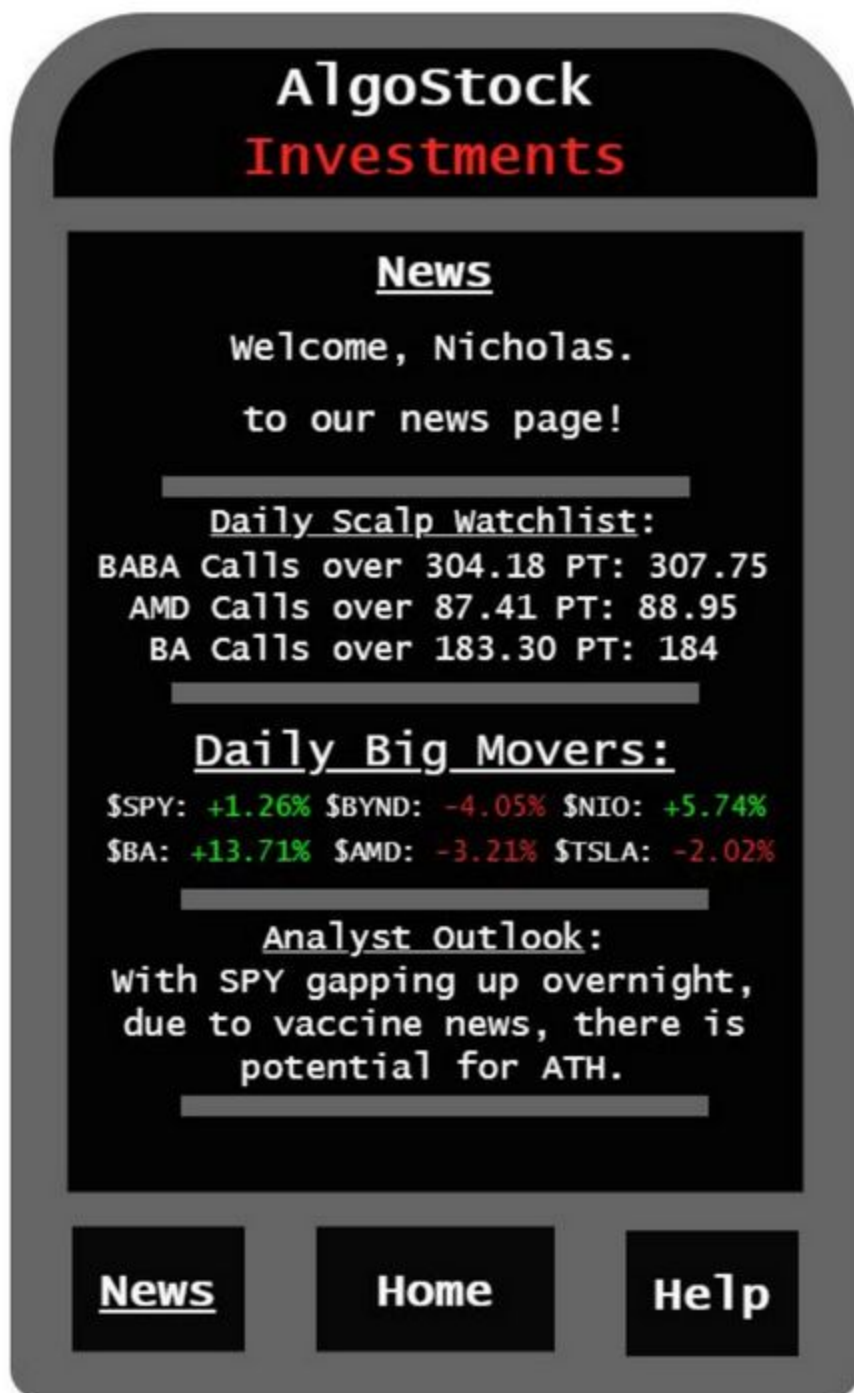 AlgoStock
Investments
News
Welcome, Nicholas.
to our news page!
Daily Scalp Watchlist:
BABA Calls over 304.18 PT: 307.75
AMD Calls over 87.41 PT: 88.95
BA Calls over 183.30 PT: 184
Daily Big Movers:
$SPY: +1.26% $BYND: -4.05% $NIO: +5.74%
$BA: +13.71% $AMD: -3.21% $TSLA: -2.02%
Analyst Outlook:
With SPY gapping up overnight,
due to vaccine news, there is
potential for ATH.
News Home Help